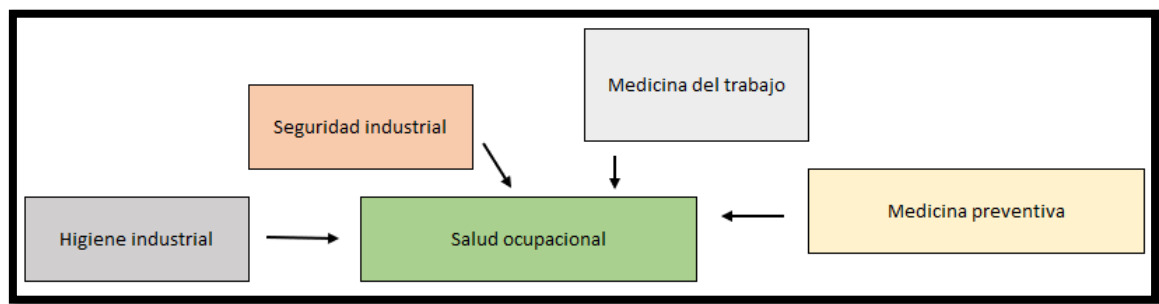 Medicina del trabajo
Seguridad industrial
Medicina preventiva
Higiene industrial
Salud ocupacional